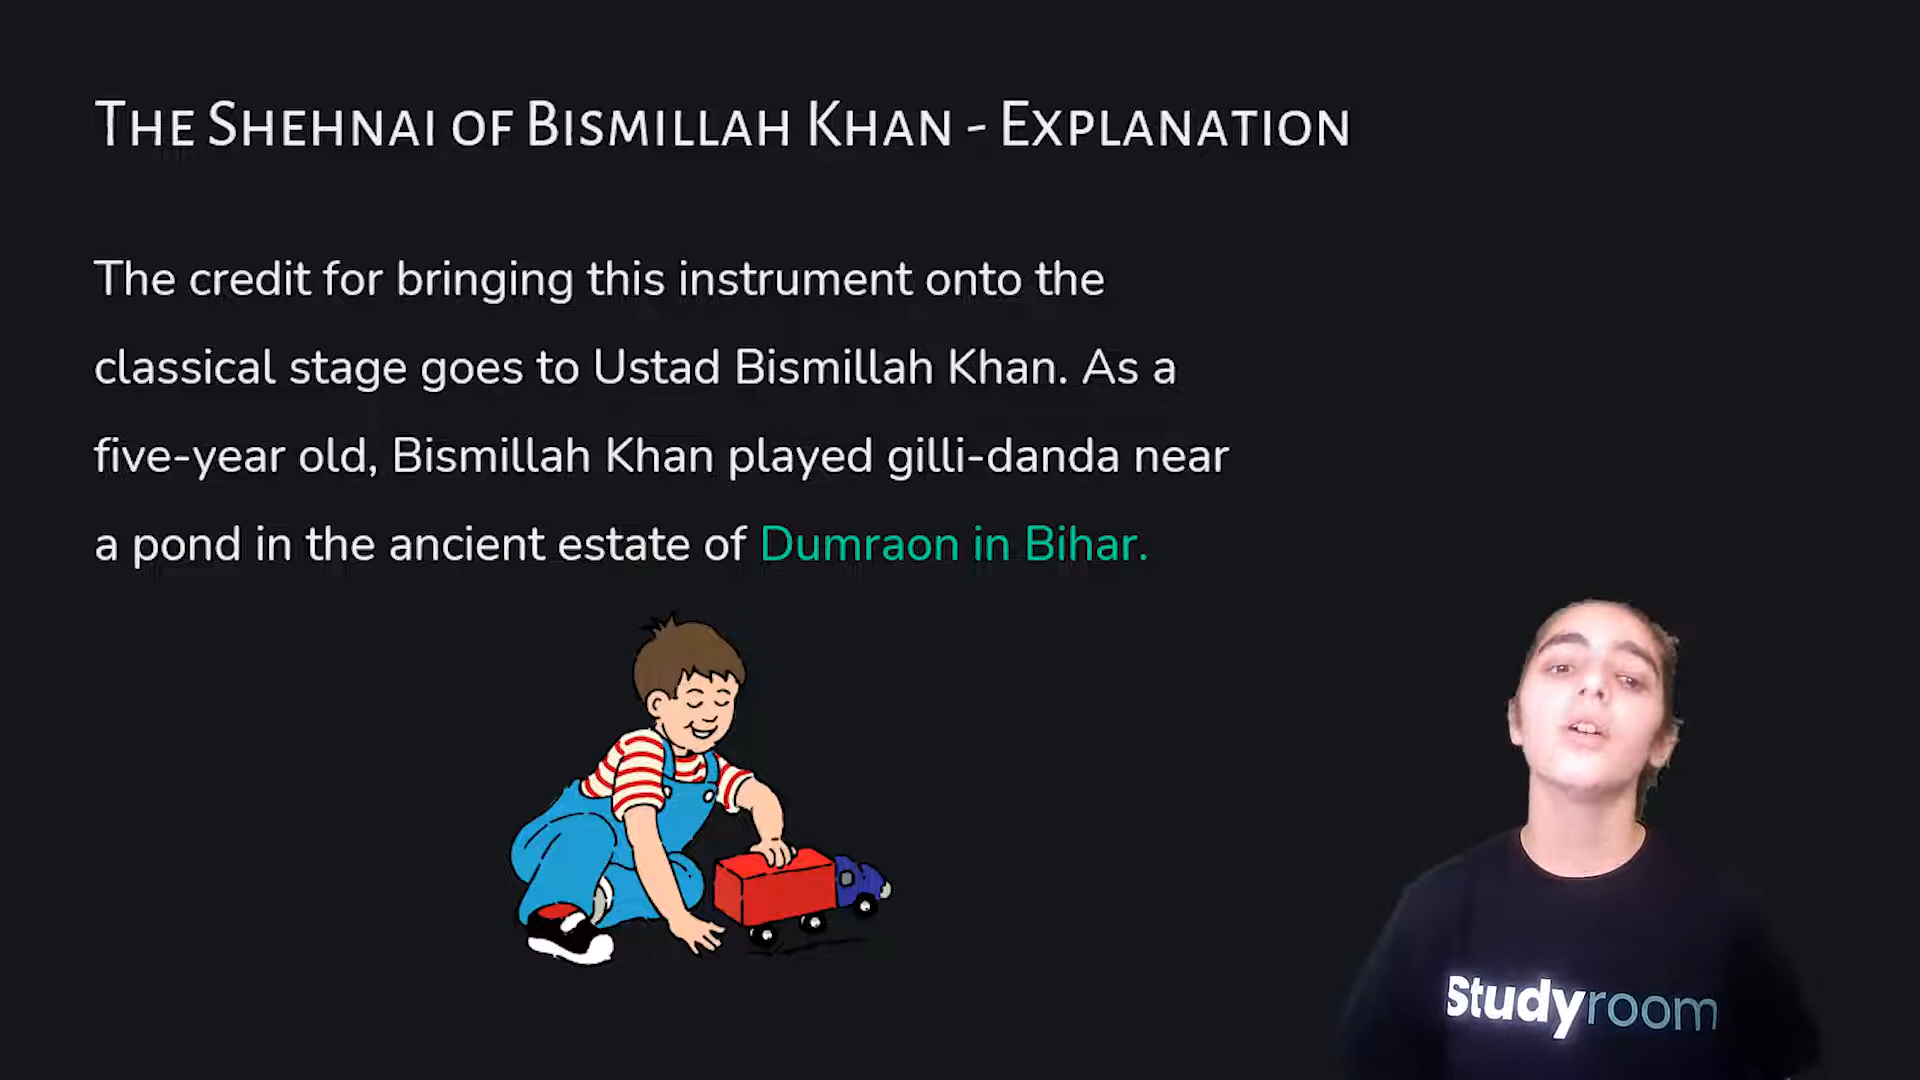 The Shehnai of Bismillah Khan - Explanation
The credit for bringing this instrument onto the
classical stage goes to Ustad Bismillah Khan. As a
five-year old, Bismillah Khan played gilli-danda near
a pond in the ancient estate of Dumraon in Bihar.
Studyroom